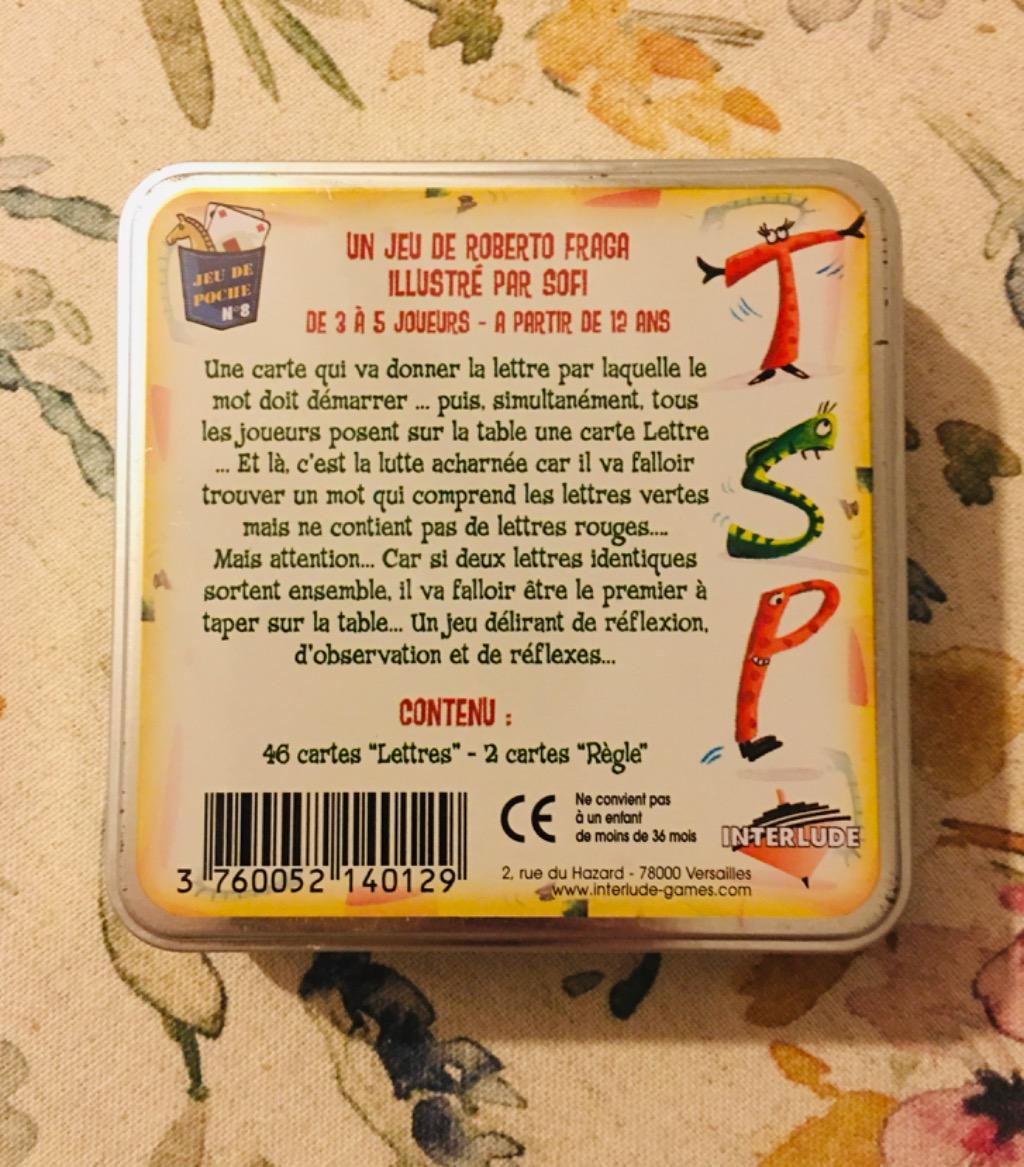 JEU DE
POCHE
N°8
UN JEU DE ROBERTO FRAGA
ILLUSTRÉ PAR SOFI
DE 3 À 5 JOUEURS - A PARTIR DE 12 ANS
Une carte qui va donner la lettre par laquelle le
mot doit démarrer ... puis, simultanément, tous
les joueurs posent sur la table une carte Lettre
... Et là, c'est la lutte acharnée car il va falloir
trouver un mot qui comprend les lettres vertes
mais ne contient pas de lettres rouges....
Mais attention... Car si deux lettres identiques
sortent ensemble, il va falloir être le premier à
taper sur la table... Un jeu délirant de réflexion,
d'observation et de réflexes...
CONTENU :
46 cartes "Lettres" - 2 cartes "Règle"
T
S
P
3 760052 140129
CE
Ne convient pas
à un enfant
de moins de 36 mois
INTERLUDE
2, rue du Hazard - 78000 Versailles
www.interlude-games.com